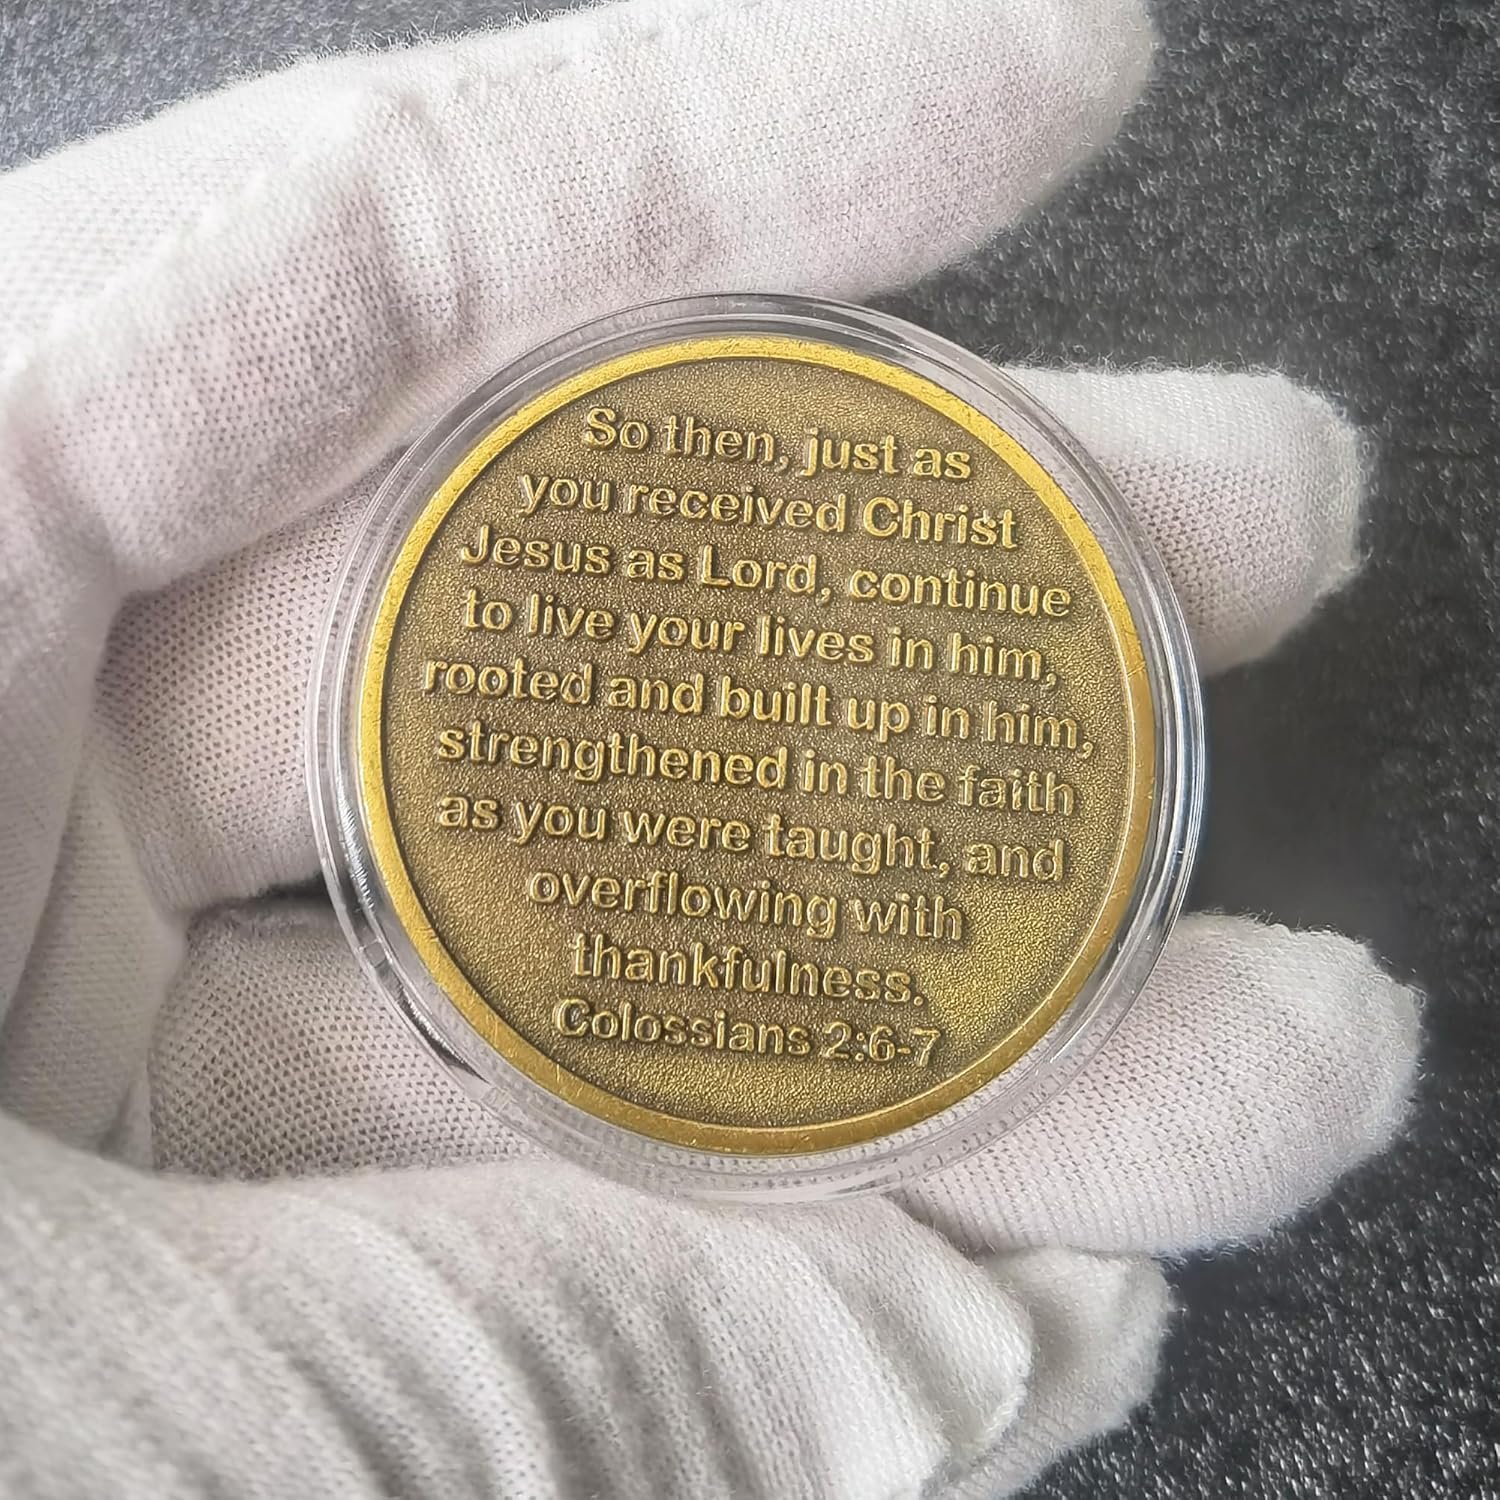 So then, just as
you received Christ
Jesus as Lord, continue
to live your lives in him,
rooted and built up in him,
strengthened in the faith
as you were taught, and
overflowing with
thankfulness.
Colossians 2:6-7